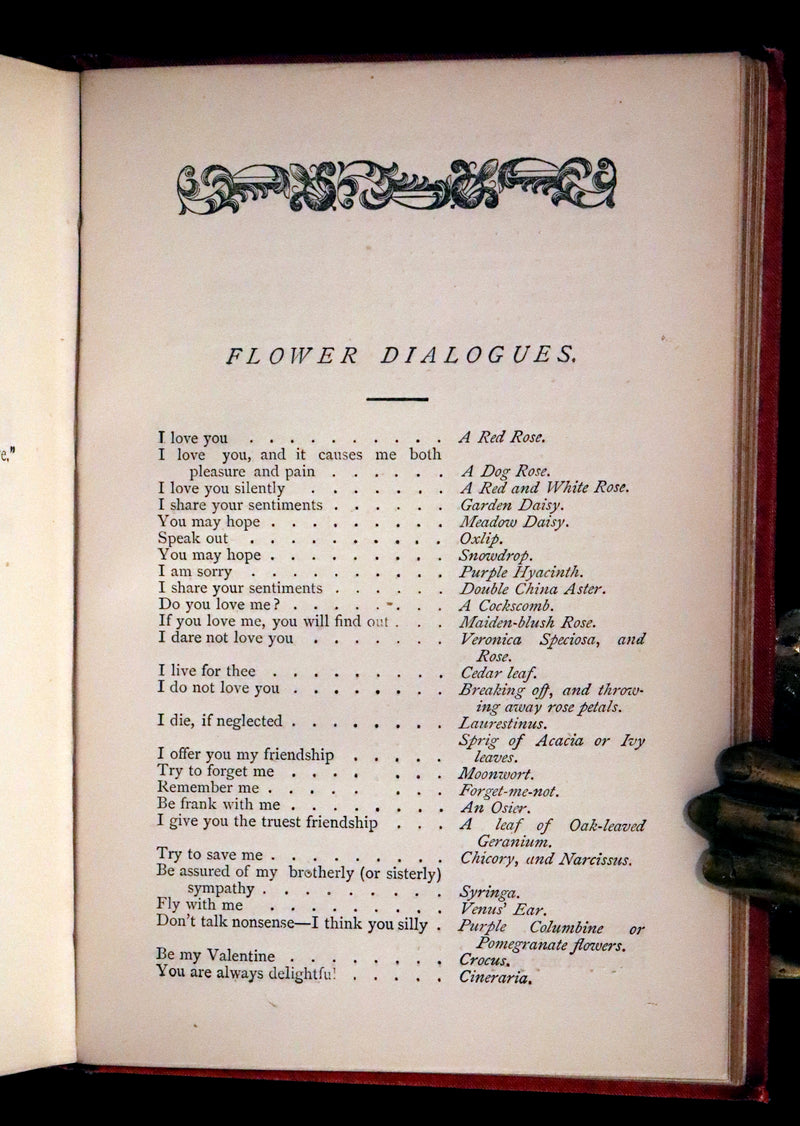 e."
FLOWER DIALOGUES.
I love you . . . . . . . . . . A Red Rose.
I love you, and it causes me both
pleasure and pain . . . . . . A Dog Rose.
I love you silently . . . . . . . A Red and White Rose.
I share your sentiments . . . . . . Garden Daisy.
You may hope . . . . . . . . . Meadow Daisy.
Speak out . . . . . . . . . . Oxlip.
You may hope . . . . . . . . . Snowdrop.
I am sorry . . . . . . . . . . Purple Hyacinth.
I share your sentiments . . . . . . Double China Aster.
Do you love me? . . . . . . . . A Cockscomb.
If you love me, you will find out . . . Maiden-blush Rose.
I dare not love you . . . . . . . Veronica Speciosa, and
Rose.
I live for thee . . . . . . . . . Cedar leaf.
I do not love you . . . . . . . . Breaking off, and throw-
ing away rose petals.
I die, if neglected . . . . . . . . Laurestinus.
Sprig of Acacia or Ivy
I offer you my friendship . . . . . leaves.
Try to forget me . . . . . . . Moonwort.
Remember me . . . . . . . . Forget-me-not.
Be frank with me . . . . . . . . An Osier.
I give you the truest friendship . . . A leaf of Oak-leaved
Geranium.
Try to save me . . . . . . . . . Chicory, and Narcissus.
Be assured of my brotherly (or sisterly)
sympathy . . . . . . . . . Syringa.
Fly with me . . . . . . . . . Venus' Ear.
Don't talk nonsense—I think you silly . Purple Columbine or
Pomegranate flowers.
Be my Valentine . . . . . . . . Crocus.
You are always delightful . . . . . Cineraria.